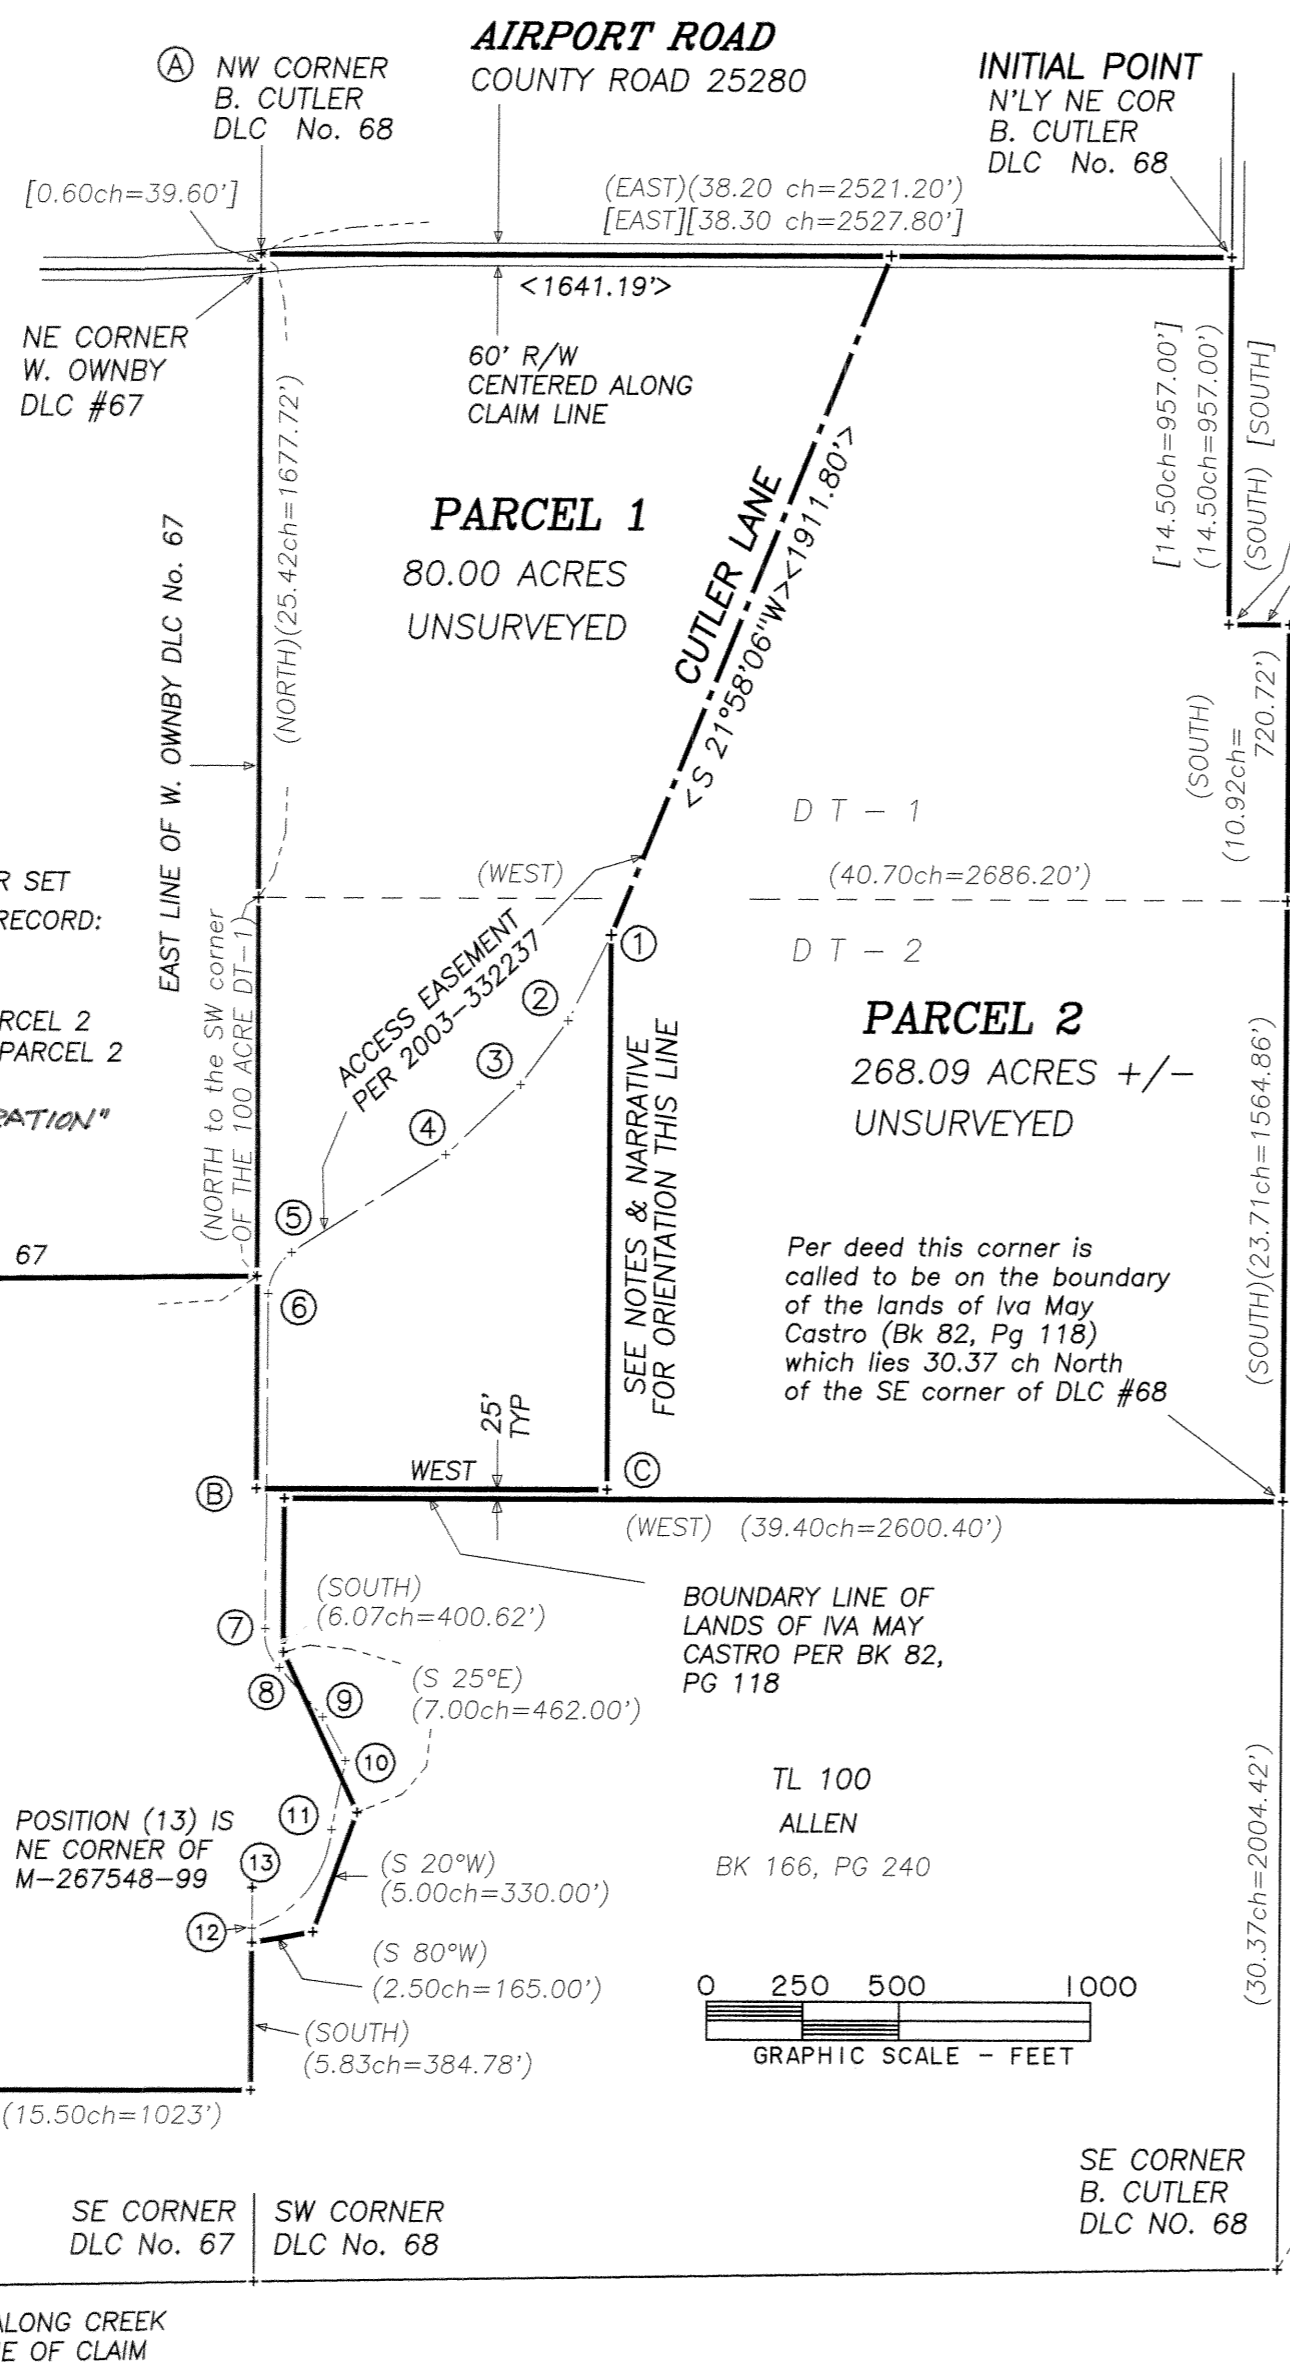 AIRPORT ROAD
COUNTY ROAD 25280
A
NW CORNER
B. CUTLER
DLC No. 68
INITIAL POINT
N'LY NE COR
B. CUTLER
DLC No. 68
[0.60ch=39.60']
(EAST)(38.20 ch=2521.20')
[EAST][38.30 ch=2527.80']
<1641.19'>
NE CORNER
W. OWNBY
DLC #67
60' R/W
CENTERED ALONG
CLAIM LINE
(NORTH)(25.42ch=1677.72')
[14.50ch=957.00']
(14.50ch=957.00')
(SOUTH) [SOUTH]
PARCEL 1
80.00 ACRES
UNSURVEYED
CUTLER LANE
<S 21°58'06"W><1911.80'>
EAST LINE OF W. OWNBY DLC No. 67
(SOUTH)
(10.92ch=
720.72')
D T - 1
(WEST)
(40.70ch=2686.20')
R SET
RECORD:
D T - 2
1
2
3
4
5
6
ACCESS EASEMENT
PER 2003-332237
(NORTH to the SW corner
OF THE 100 ACRE DT-1)
RCEL 2
PARCEL 2
RATION"
PARCEL 2
268.09 ACRES +/-
UNSURVEYED
SEE NOTES & NARRATIVE
FOR ORIENTATION THIS LINE
(SOUTH)(23.71ch=1564.86')
67
Per deed this corner is
called to be on the boundary
of the lands of Iva May
Castro (Bk 82, Pg 118)
which lies 30.37 ch North
of the SE corner of DLC #68
25'
TYP
WEST
B
C
(WEST) (39.40ch=2600.40')
(SOUTH)
(6.07ch=400.62')
BOUNDARY LINE OF
LANDS OF IVA MAY
CASTRO PER BK 82,
PG 118
7
8
9
(S 25°E)
(7.00ch=462.00')
10
11
TL 100
ALLEN
BK 166, PG 240
POSITION (13) IS
NE CORNER OF
M-267548-99
13
12
(S 20°W)
(5.00ch=330.00')
(S 80°W)
(2.50ch=165.00')
(30.37ch=2004.42')
0 250 500 1000
GRAPHIC SCALE - FEET
(SOUTH)
(5.83ch=384.78')
(15.50ch=1023')
SE CORNER
B. CUTLER
DLC NO. 68
SE CORNER
DLC No. 67
SW CORNER
DLC No. 68
ALONG CREEK
E OF CLAIM